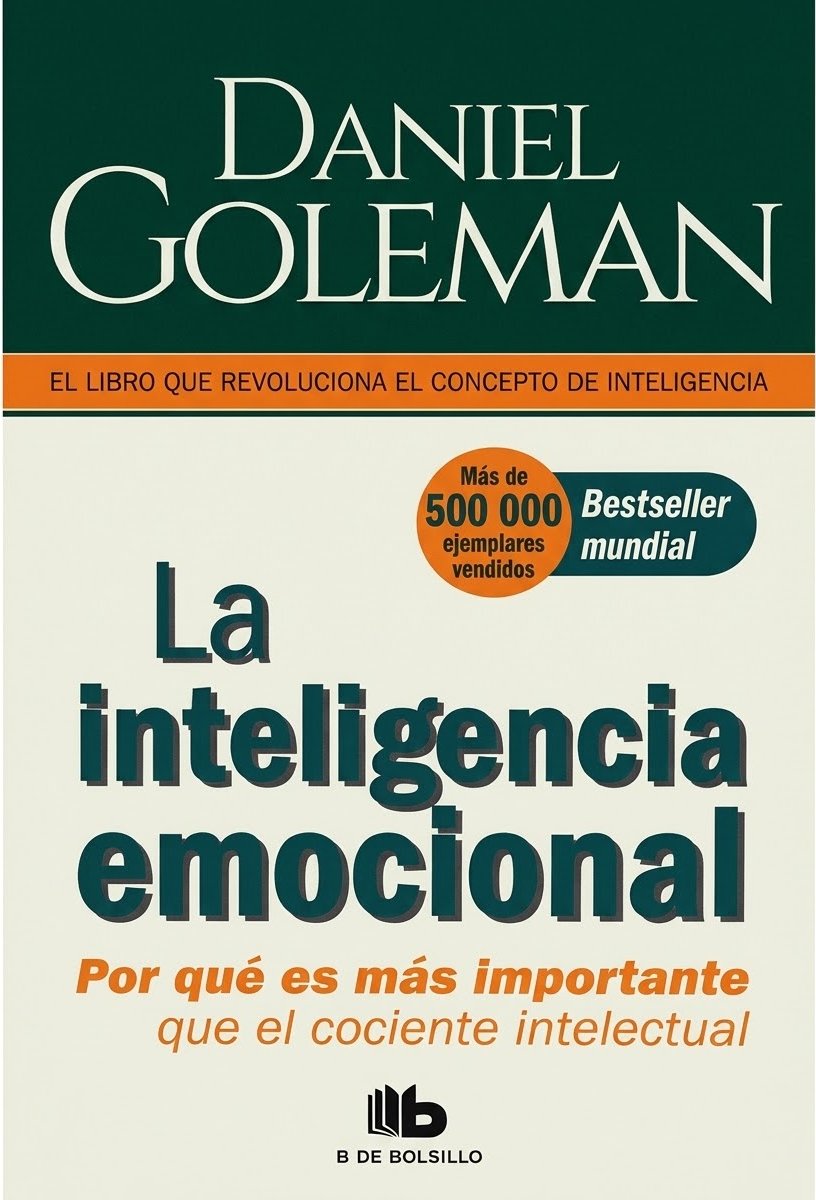 DANIEL
GOLEMAN
EL LIBRO QUE REVOLUCIONA EL CONCEPTO DE INTELIGENCIA
Más de
500 000
ejemplares
vendidos
Bestseller
mundial
La
inteligencia
emocional
Por qué es más importante
que el cociente intelectual
b
B DE BOLSILLO